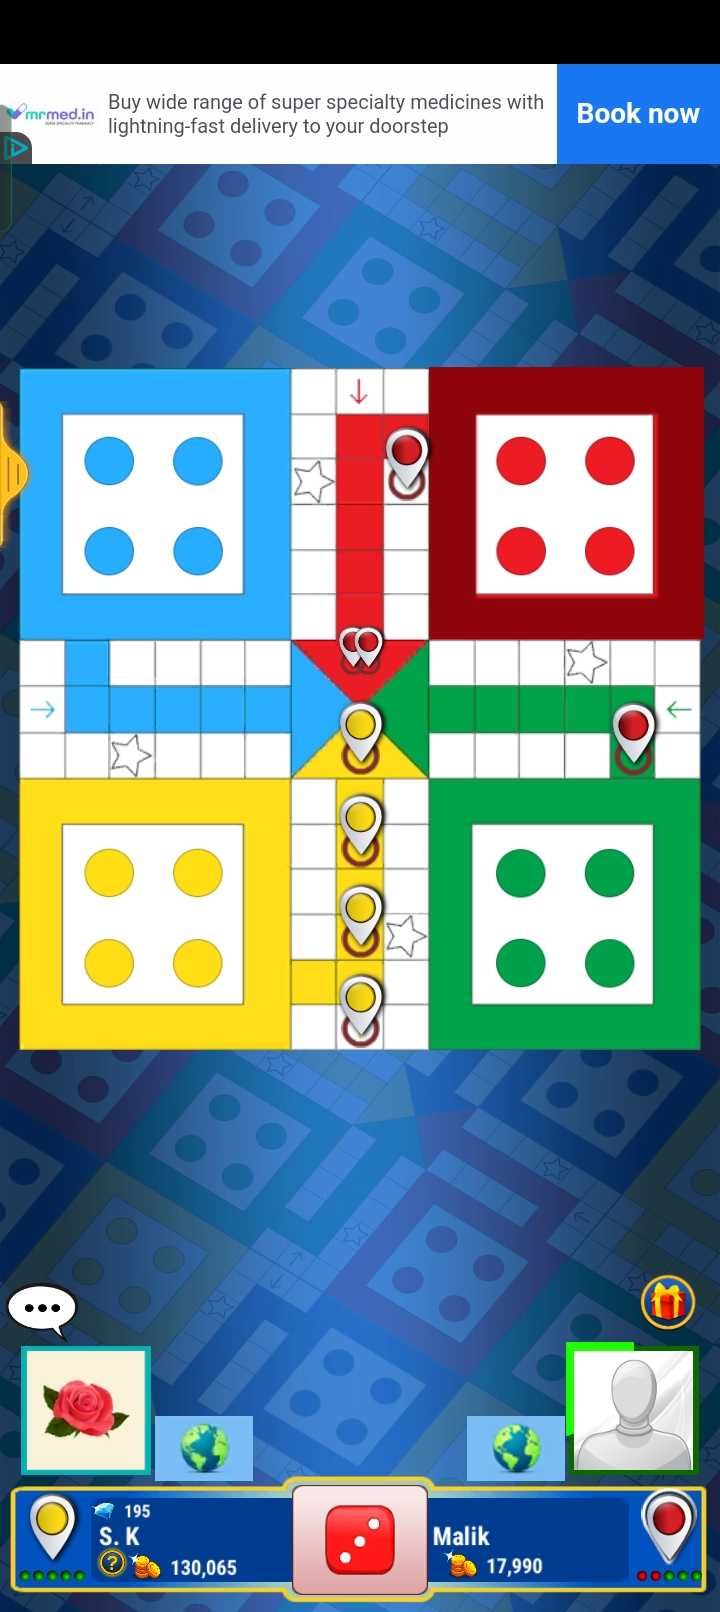 mrmed.in
Buy wide range of super specialty medicines with
lightning-fast delivery to your doorstep
Book now
195
S. K
130,065
Malik
17,990